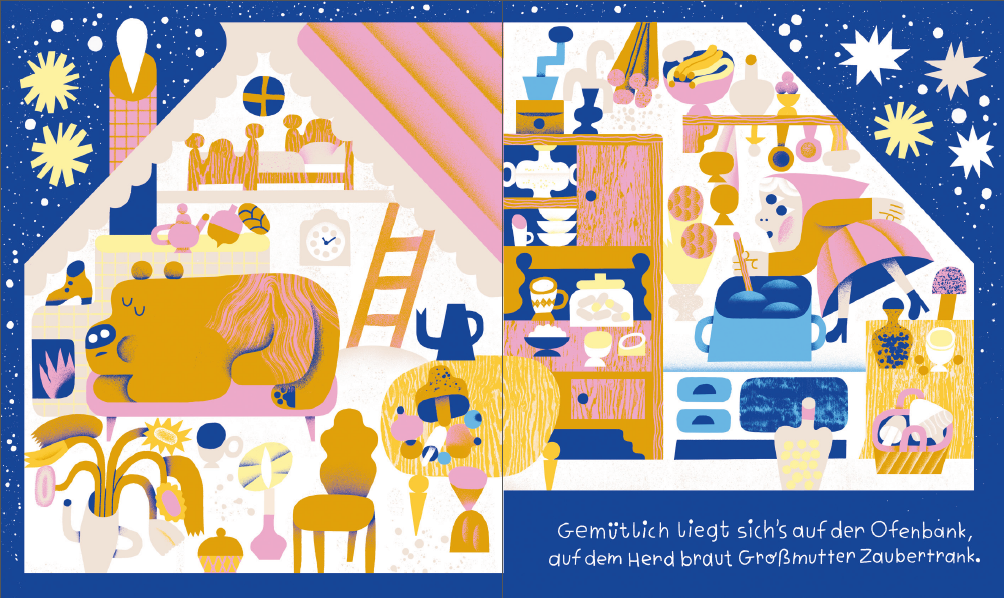 Gemütlich liegt sich's auf der Ofenbank,
auf dem Herd braut Großmutter Zaubertrank.